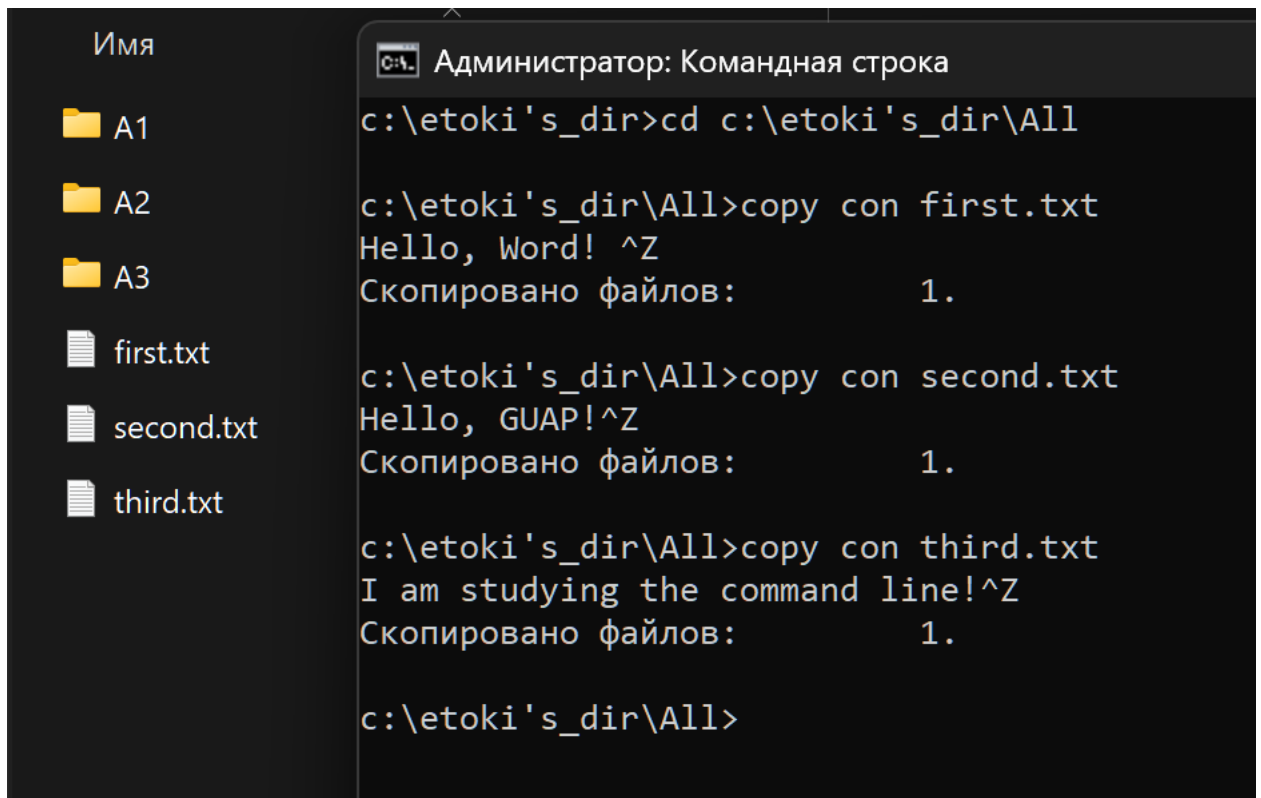 Имя
A1
A2
A3
first.txt
second.txt
third.txt
C:\.
Администратор: Командная строка
c:\etoki's_dir>cd c:\etoki's_dir\All
c:\etoki's_dir\All>copy con first.txt
Hello, Word! ^Z
Скопировано файлов:         1.
c:\etoki's_dir\All>copy con second.txt
Hello, GUAP!^Z
Скопировано файлов:         1.
c:\etoki's_dir\All>copy con third.txt
I am studying the command line!^Z
Скопировано файлов:         1.
c:\etoki's_dir\All>